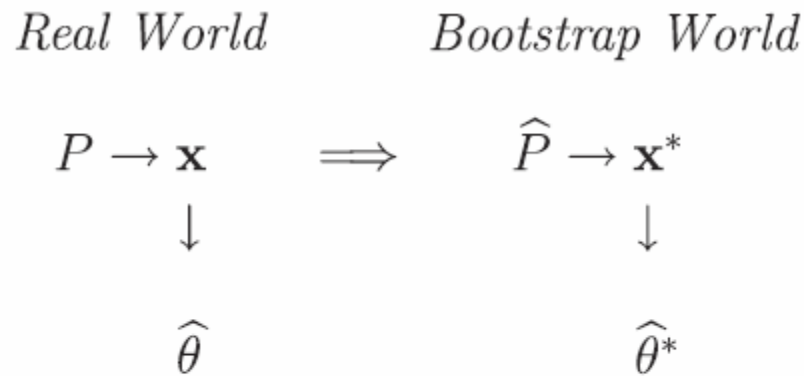 Real World Bootstrap World
P → x ⟹ P̂ → x*
↓ ↓
θ̂ θ̂*